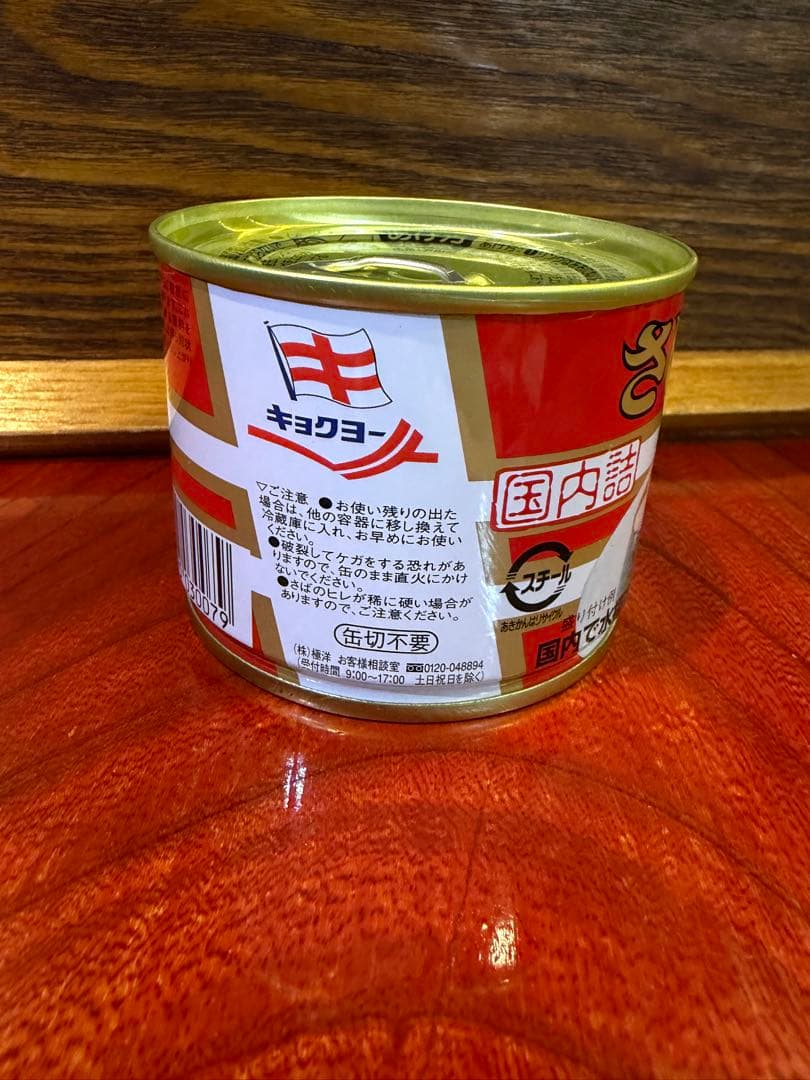 キ
キョクヨー
▽ご注意 ●お使い残りの出た
場合は、他の容器に移し換えて
冷蔵庫に入れ、お早めにお使い
ください。
●破裂してケガをする恐れがあ
りますので、缶のまま直火にかけ
ないでください。
●さばのヒレが稀に硬い場合が
ありますので、ご注意ください。
缶切不要
(株)極洋 お客様相談室 0120-048894
(受付時間 9:00〜17:00 土日祝日を除く)
30079
さ
国内詰
スチール
あきかんはリサイクル
盛り付け例
国内で水